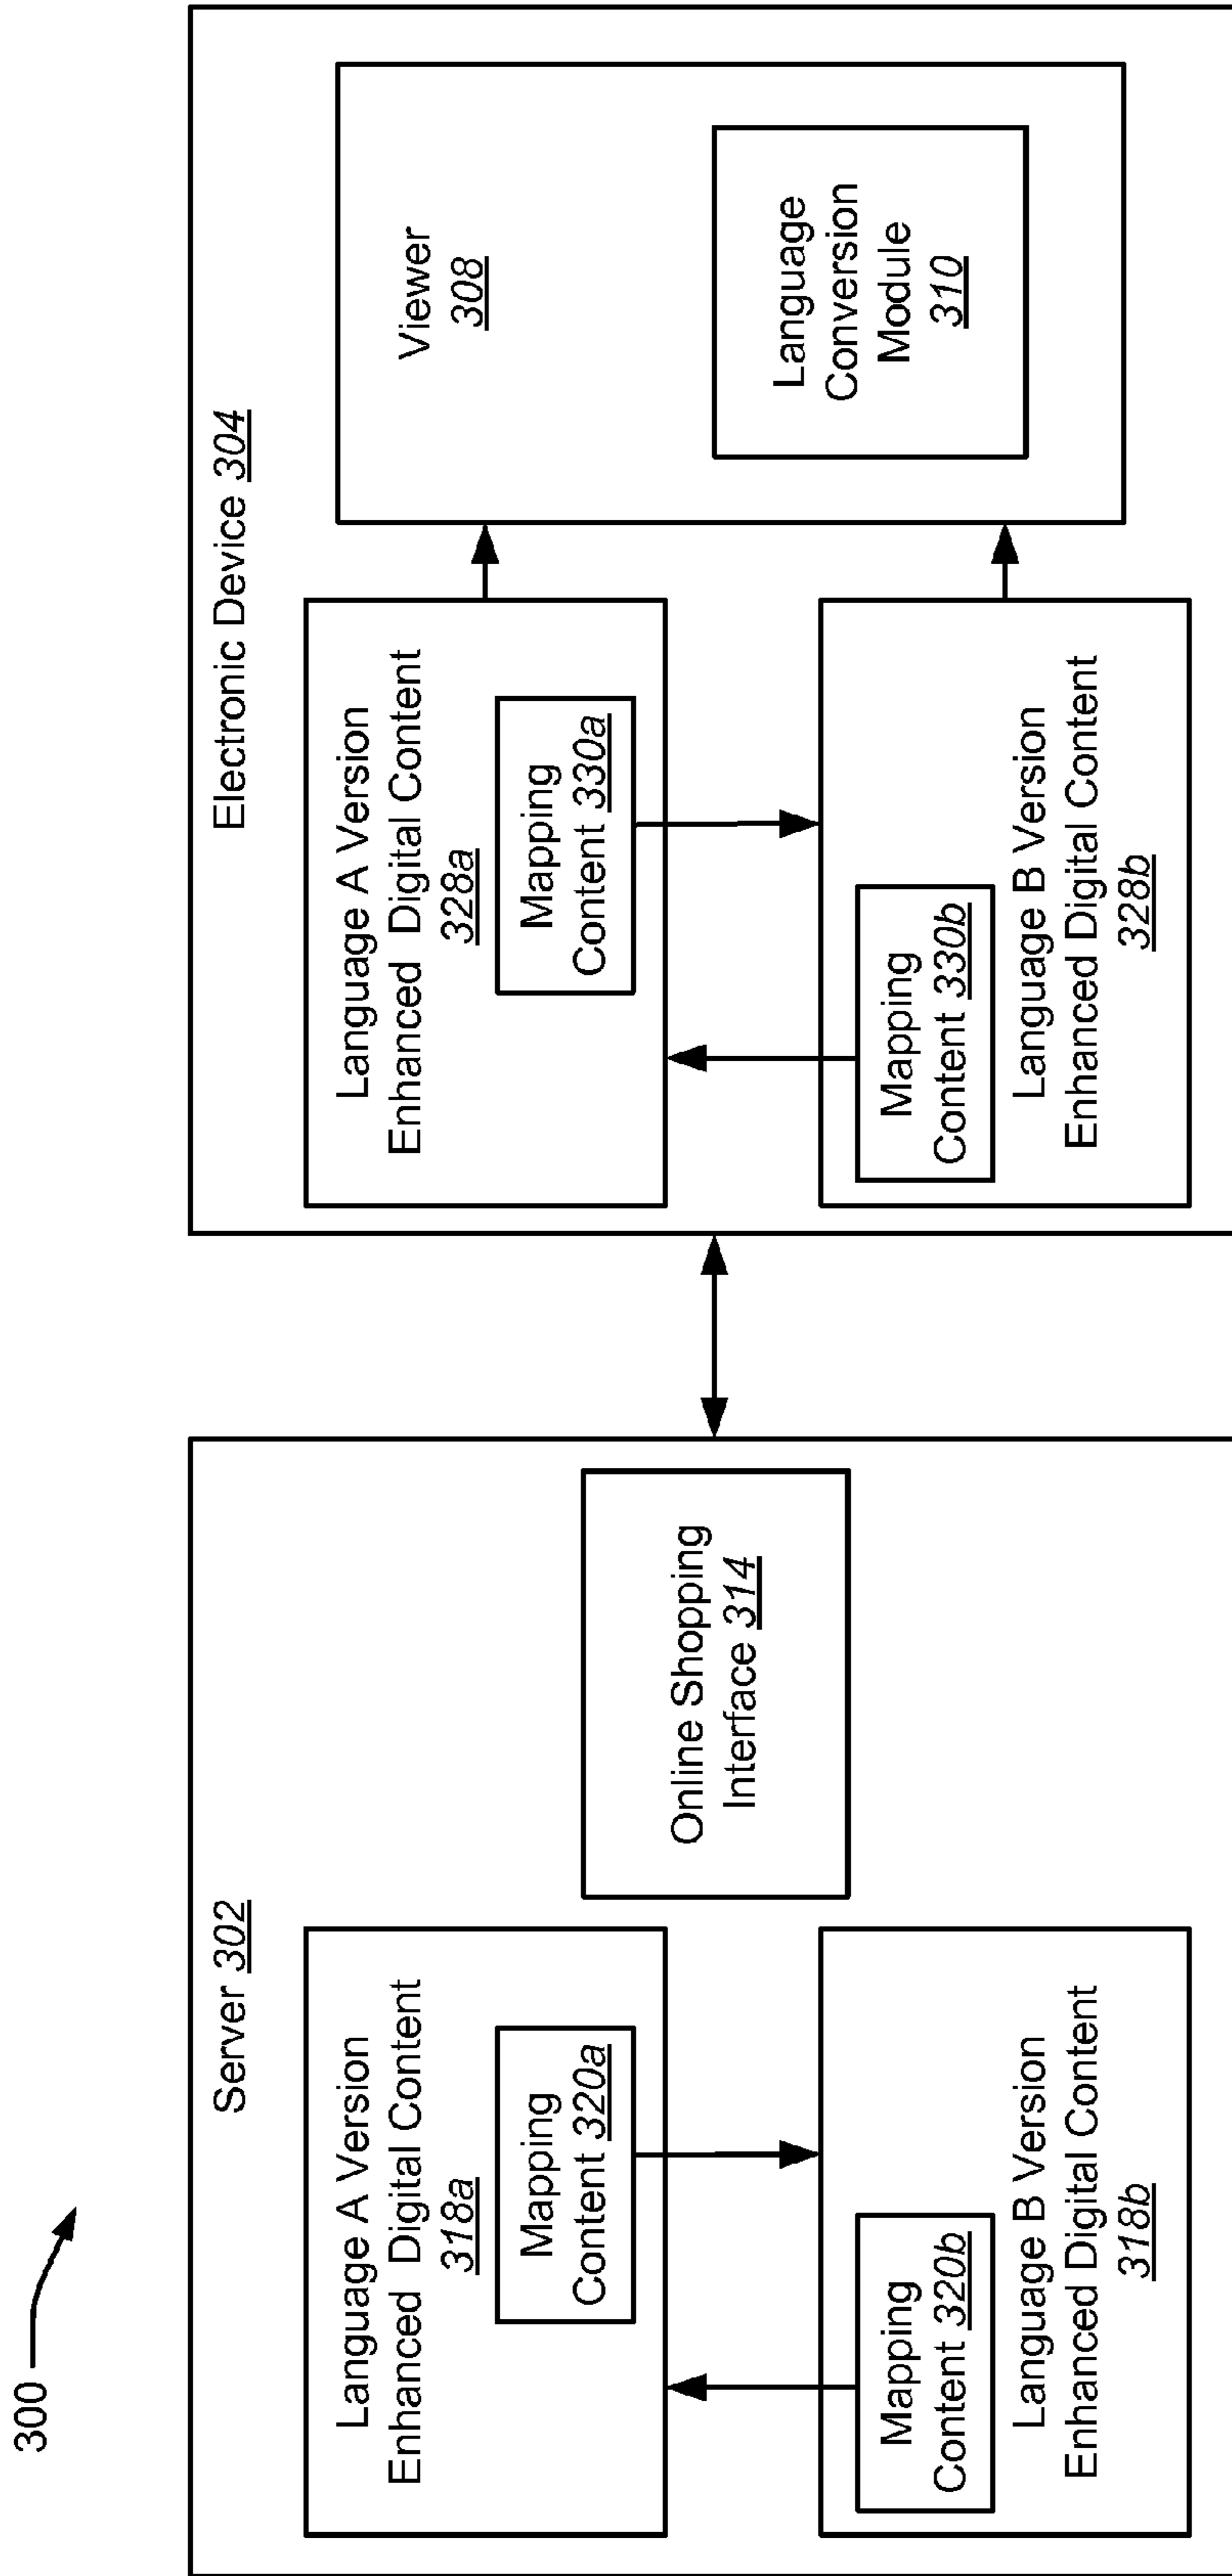 300
Server 302
Language A Version
Enhanced Digital Content
318a
Mapping
Content 320a
Mapping
Content 320b
Language B Version
Enhanced Digital Content
318b
Online Shopping
Interface 314
Electronic Device 304
Language A Version
Enhanced Digital Content
328a
Mapping
Content 330a
Mapping
Content 330b
Language B Version
Enhanced Digital Content
328b
Viewer
308
Language
Conversion
Module
310